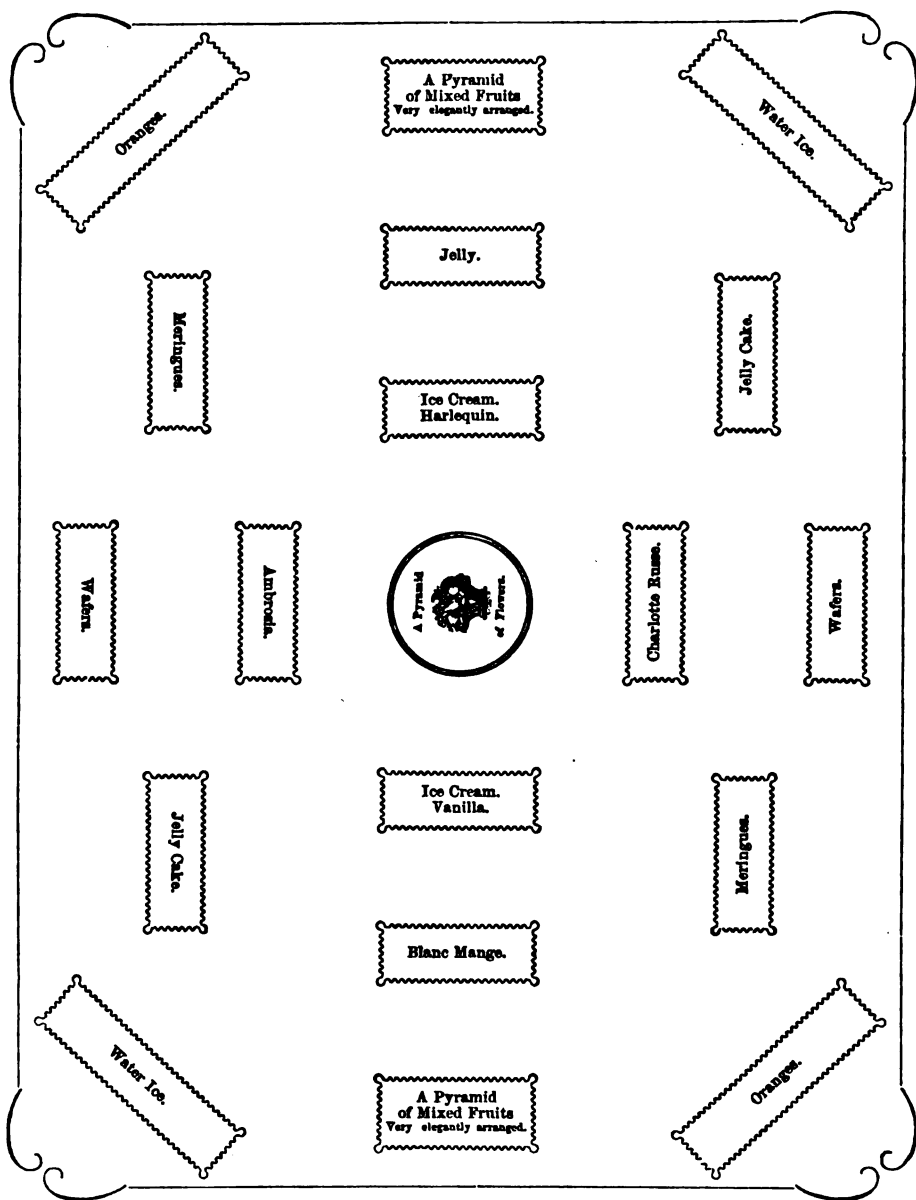 Oranges.
A Pyramid
of Mixed Fruits
Very elegantly arranged.
Water Ice.
Jelly.
Meringues.
Jelly Cake.
Ice Cream.
Harlequin.
Wafers.
Ambrosia.
A Pyramid
of Flowers.
Charlotte Russe.
Wafers.
Ice Cream.
Vanilla.
Jelly Cake.
Meringues.
Blanc Mange.
Water Ice.
A Pyramid
of Mixed Fruits
Very elegantly arranged.
Oranges.